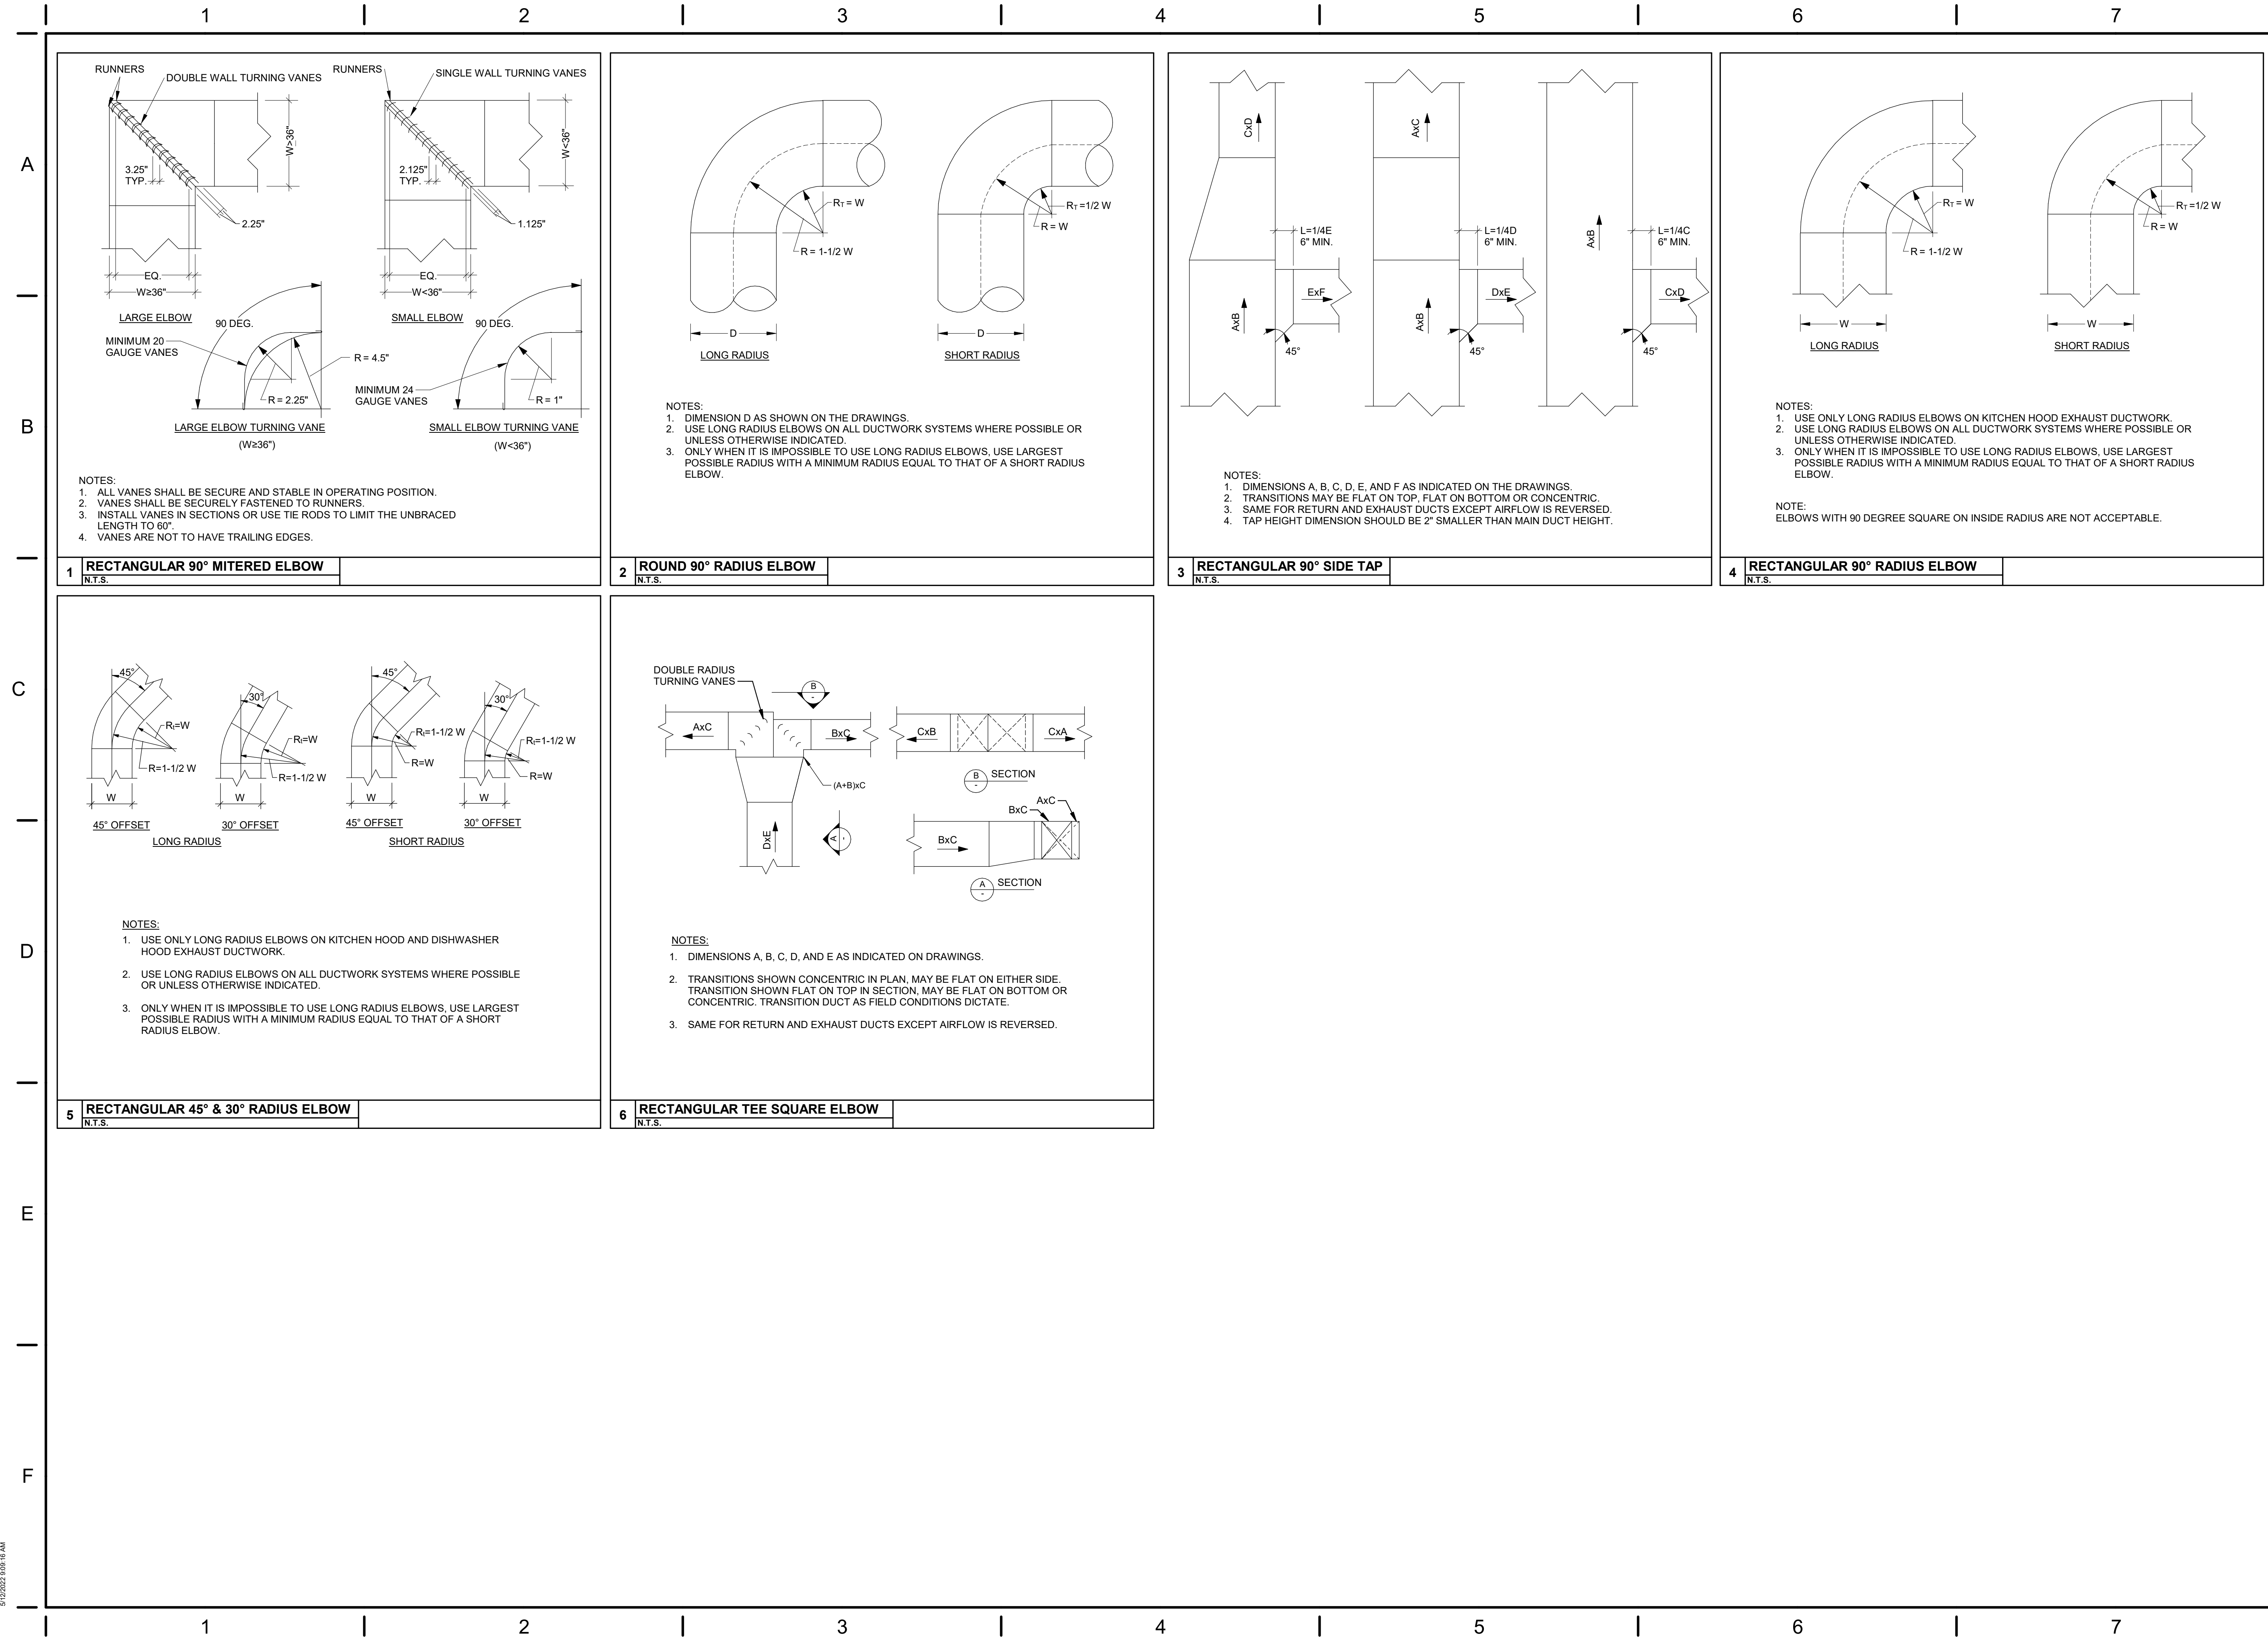 1 2 3 4 5 6 7
A
B
C
D
E
F
RUNNERS
DOUBLE WALL TURNING VANES
RUNNERS
SINGLE WALL TURNING VANES
W>36"
W<36"
3.25"
TYP.
2.25"
2.125"
TYP.
1.125"
EQ.
W≥36"
EQ.
W<36"
LARGE ELBOW
90 DEG.
SMALL ELBOW
90 DEG.
MINIMUM 20
GAUGE VANES
R = 4.5"
R = 2.25"
MINIMUM 24
GAUGE VANES
R = 1"
LARGE ELBOW TURNING VANE
(W≥36")
SMALL ELBOW TURNING VANE
(W<36")
NOTES:
1. ALL VANES SHALL BE SECURE AND STABLE IN OPERATING POSITION.
2. VANES SHALL BE SECURELY FASTENED TO RUNNERS.
3. INSTALL VANES IN SECTIONS OR USE TIE RODS TO LIMIT THE UNBRACED
LENGTH TO 60".
4. VANES ARE NOT TO HAVE TRAILING EDGES.
1 RECTANGULAR 90° MITERED ELBOW
N.T.S.
RT = W
R = 1-1/2 W
RT =1/2 W
R = W
D
D
LONG RADIUS
SHORT RADIUS
NOTES:
1. DIMENSION D AS SHOWN ON THE DRAWINGS.
2. USE LONG RADIUS ELBOWS ON ALL DUCTWORK SYSTEMS WHERE POSSIBLE OR
UNLESS OTHERWISE INDICATED.
3. ONLY WHEN IT IS IMPOSSIBLE TO USE LONG RADIUS ELBOWS, USE LARGEST
POSSIBLE RADIUS WITH A MINIMUM RADIUS EQUAL TO THAT OF A SHORT RADIUS
ELBOW.
2 ROUND 90° RADIUS ELBOW
N.T.S.
CxD
L=1/4E
6" MIN.
ExF
AxB
45°
AxC
L=1/4D
6" MIN.
DxE
AxB
45°
AxB
L=1/4C
6" MIN.
CxD
45°
NOTES:
1. DIMENSIONS A, B, C, D, E, AND F AS INDICATED ON THE DRAWINGS.
2. TRANSITIONS MAY BE FLAT ON TOP, FLAT ON BOTTOM OR CONCENTRIC.
3. SAME FOR RETURN AND EXHAUST DUCTS EXCEPT AIRFLOW IS REVERSED.
4. TAP HEIGHT DIMENSION SHOULD BE 2" SMALLER THAN MAIN DUCT HEIGHT.
3 RECTANGULAR 90° SIDE TAP
N.T.S.
RT = W
R = 1-1/2 W
RT =1/2 W
R = W
W
W
LONG RADIUS
SHORT RADIUS
NOTES:
1. USE ONLY LONG RADIUS ELBOWS ON KITCHEN HOOD EXHAUST DUCTWORK.
2. USE LONG RADIUS ELBOWS ON ALL DUCTWORK SYSTEMS WHERE POSSIBLE OR
UNLESS OTHERWISE INDICATED.
3. ONLY WHEN IT IS IMPOSSIBLE TO USE LONG RADIUS ELBOWS, USE LARGEST
POSSIBLE RADIUS WITH A MINIMUM RADIUS EQUAL TO THAT OF A SHORT RADIUS
ELBOW.
NOTE:
ELBOWS WITH 90 DEGREE SQUARE ON INSIDE RADIUS ARE NOT ACCEPTABLE.
4 RECTANGULAR 90° RADIUS ELBOW
N.T.S.
45°
Rt=W
R=1-1/2 W
W
45° OFFSET
30°
Rt=W
R=1-1/2 W
W
30° OFFSET
LONG RADIUS
45°
Rt=1-1/2 W
R=W
W
45° OFFSET
30°
Rt=1-1/2 W
R=W
W
30° OFFSET
SHORT RADIUS
NOTES:
1. USE ONLY LONG RADIUS ELBOWS ON KITCHEN HOOD AND DISHWASHER
HOOD EXHAUST DUCTWORK.
2. USE LONG RADIUS ELBOWS ON ALL DUCTWORK SYSTEMS WHERE POSSIBLE
OR UNLESS OTHERWISE INDICATED.
3. ONLY WHEN IT IS IMPOSSIBLE TO USE LONG RADIUS ELBOWS, USE LARGEST
POSSIBLE RADIUS WITH A MINIMUM RADIUS EQUAL TO THAT OF A SHORT
RADIUS ELBOW.
5 RECTANGULAR 45° & 30° RADIUS ELBOW
N.T.S.
DOUBLE RADIUS
TURNING VANES
B
-
AxC
BxC
(A+B)xC
DxE
A
-
CxB
CxA
B
-
SECTION
AxC
BxC
BxC
A
-
SECTION
NOTES:
1. DIMENSIONS A, B, C, D, AND E AS INDICATED ON DRAWINGS.
2. TRANSITIONS SHOWN CONCENTRIC IN PLAN, MAY BE FLAT ON EITHER SIDE.
TRANSITION SHOWN FLAT ON TOP IN SECTION, MAY BE FLAT ON BOTTOM OR
CONCENTRIC. TRANSITION DUCT AS FIELD CONDITIONS DICTATE.
3. SAME FOR RETURN AND EXHAUST DUCTS EXCEPT AIRFLOW IS REVERSED.
6 RECTANGULAR TEE SQUARE ELBOW
N.T.S.
5/12/2022 9:09:16 AM
1 2 3 4 5 6 7